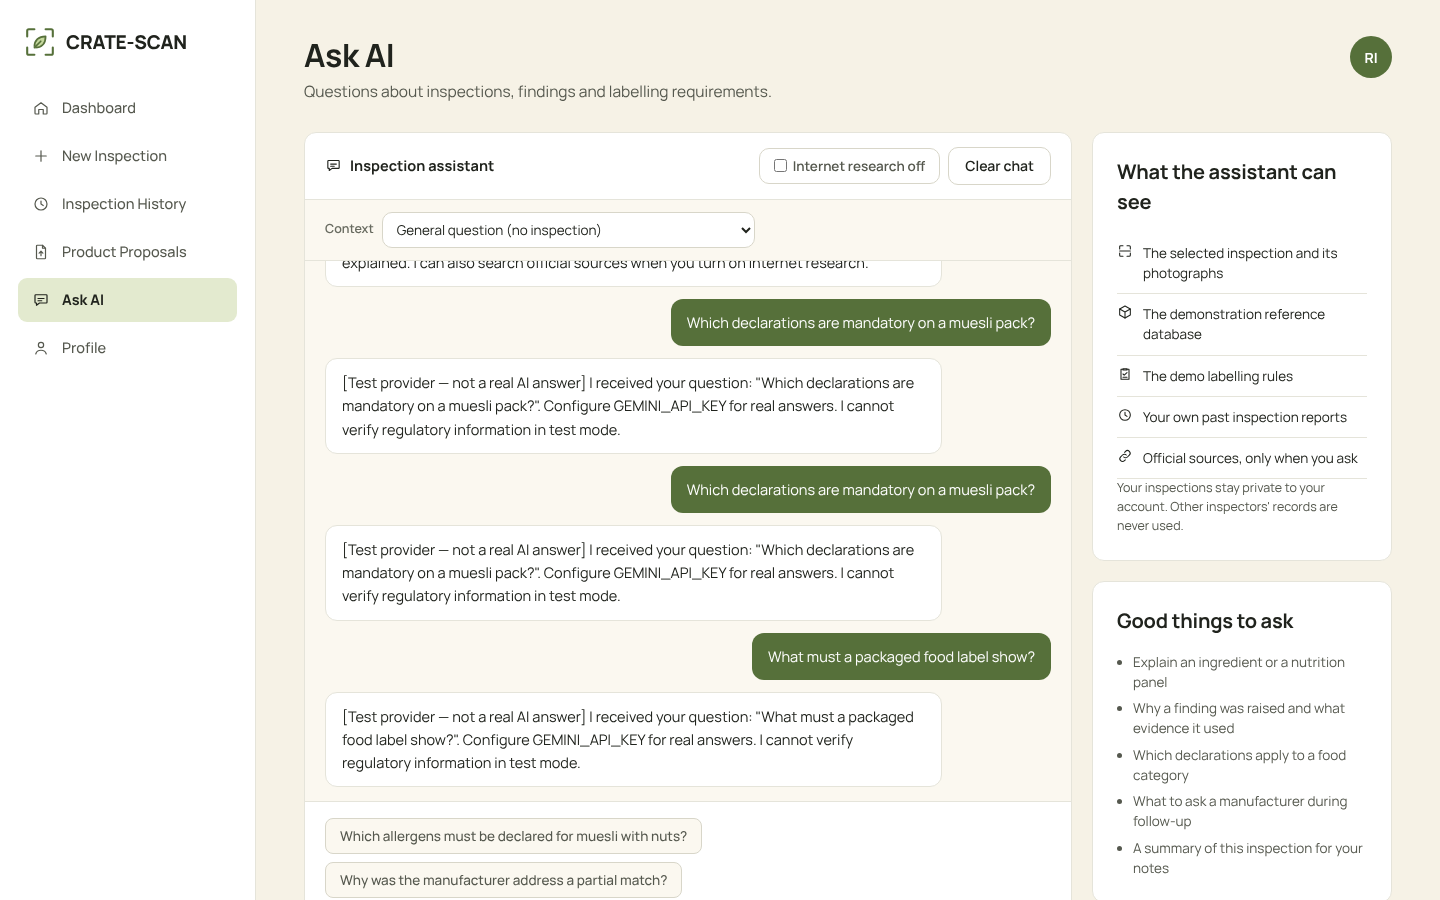 CRATE-SCAN
Dashboard
New Inspection
Inspection History
Product Proposals
Ask AI
Profile
Ask AI
Questions about inspections, findings and labelling requirements.
RI
Inspection assistant
Internet research off
Clear chat
Context
General question (no inspection)
explained. I can also search official sources when you turn on internet research.
Which declarations are mandatory on a muesli pack?
[Test provider — not a real AI answer] I received your question: "Which declarations are
mandatory on a muesli pack?". Configure GEMINI_API_KEY for real answers. I cannot
verify regulatory information in test mode.
Which declarations are mandatory on a muesli pack?
[Test provider — not a real AI answer] I received your question: "Which declarations are
mandatory on a muesli pack?". Configure GEMINI_API_KEY for real answers. I cannot
verify regulatory information in test mode.
What must a packaged food label show?
[Test provider — not a real AI answer] I received your question: "What must a packaged
food label show?". Configure GEMINI_API_KEY for real answers. I cannot verify
regulatory information in test mode.
Which allergens must be declared for muesli with nuts?
Why was the manufacturer address a partial match?
What the assistant can
see
The selected inspection and its
photographs
The demonstration reference
database
The demo labelling rules
Your own past inspection reports
Official sources, only when you ask
Your inspections stay private to your
account. Other inspectors' records are
never used.
Good things to ask
Explain an ingredient or a nutrition
panel
Why a finding was raised and what
evidence it used
Which declarations apply to a food
category
What to ask a manufacturer during
follow-up
A summary of this inspection for your
notes